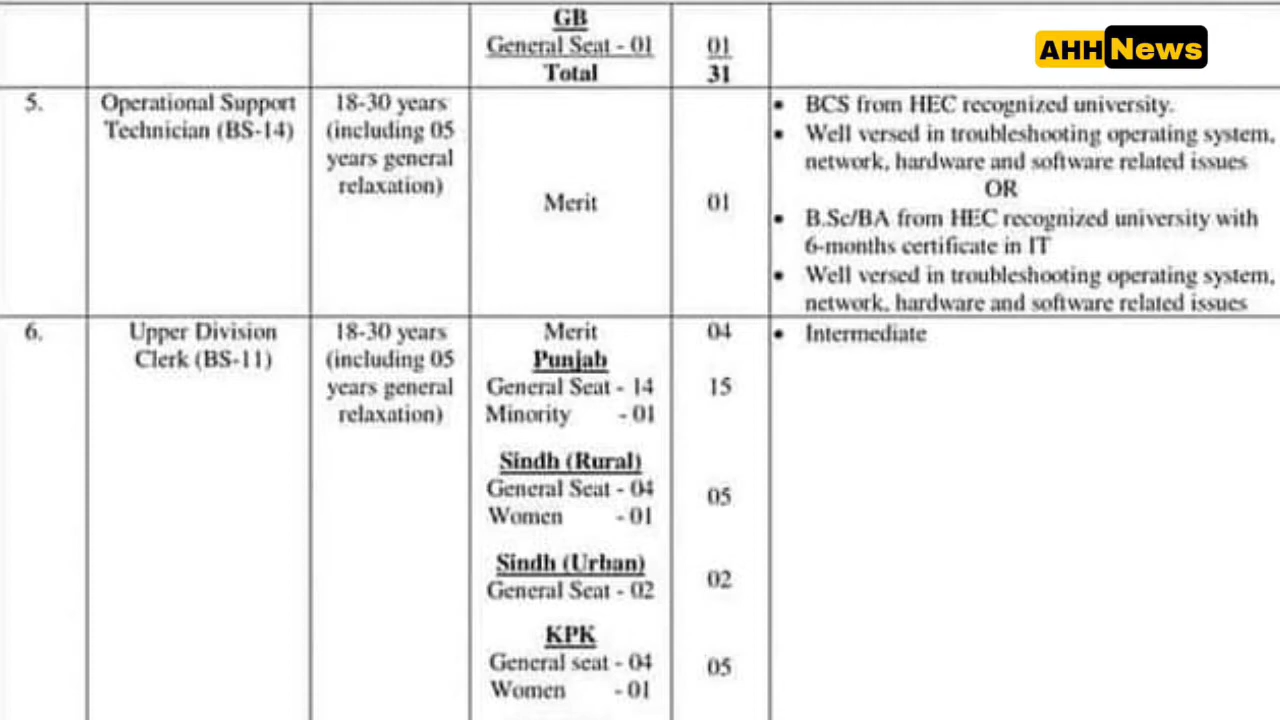 GB
General Seat - 01 01
Total 31
AHH News
5. Operational Support Technician (BS-14)
18-30 years
(including 05
years general
relaxation)
Merit
01
• BCS from HEC recognized university.
• Well versed in troubleshooting operating system,
network, hardware and software related issues
OR
• B.Sc/BA from HEC recognized university with
6-months certificate in IT
• Well versed in troubleshooting operating system,
network, hardware and software related issues
6. Upper Division
Clerk (BS-11)
18-30 years
(including 05
years general
relaxation)
Merit 04
Punjab
General Seat - 14 15
Minority - 01
Sindh (Rural)
General Seat - 04 05
Women - 01
Sindh (Urban)
General Seat - 02 02
KPK
General seat - 04 05
Women - 01
• Intermediate